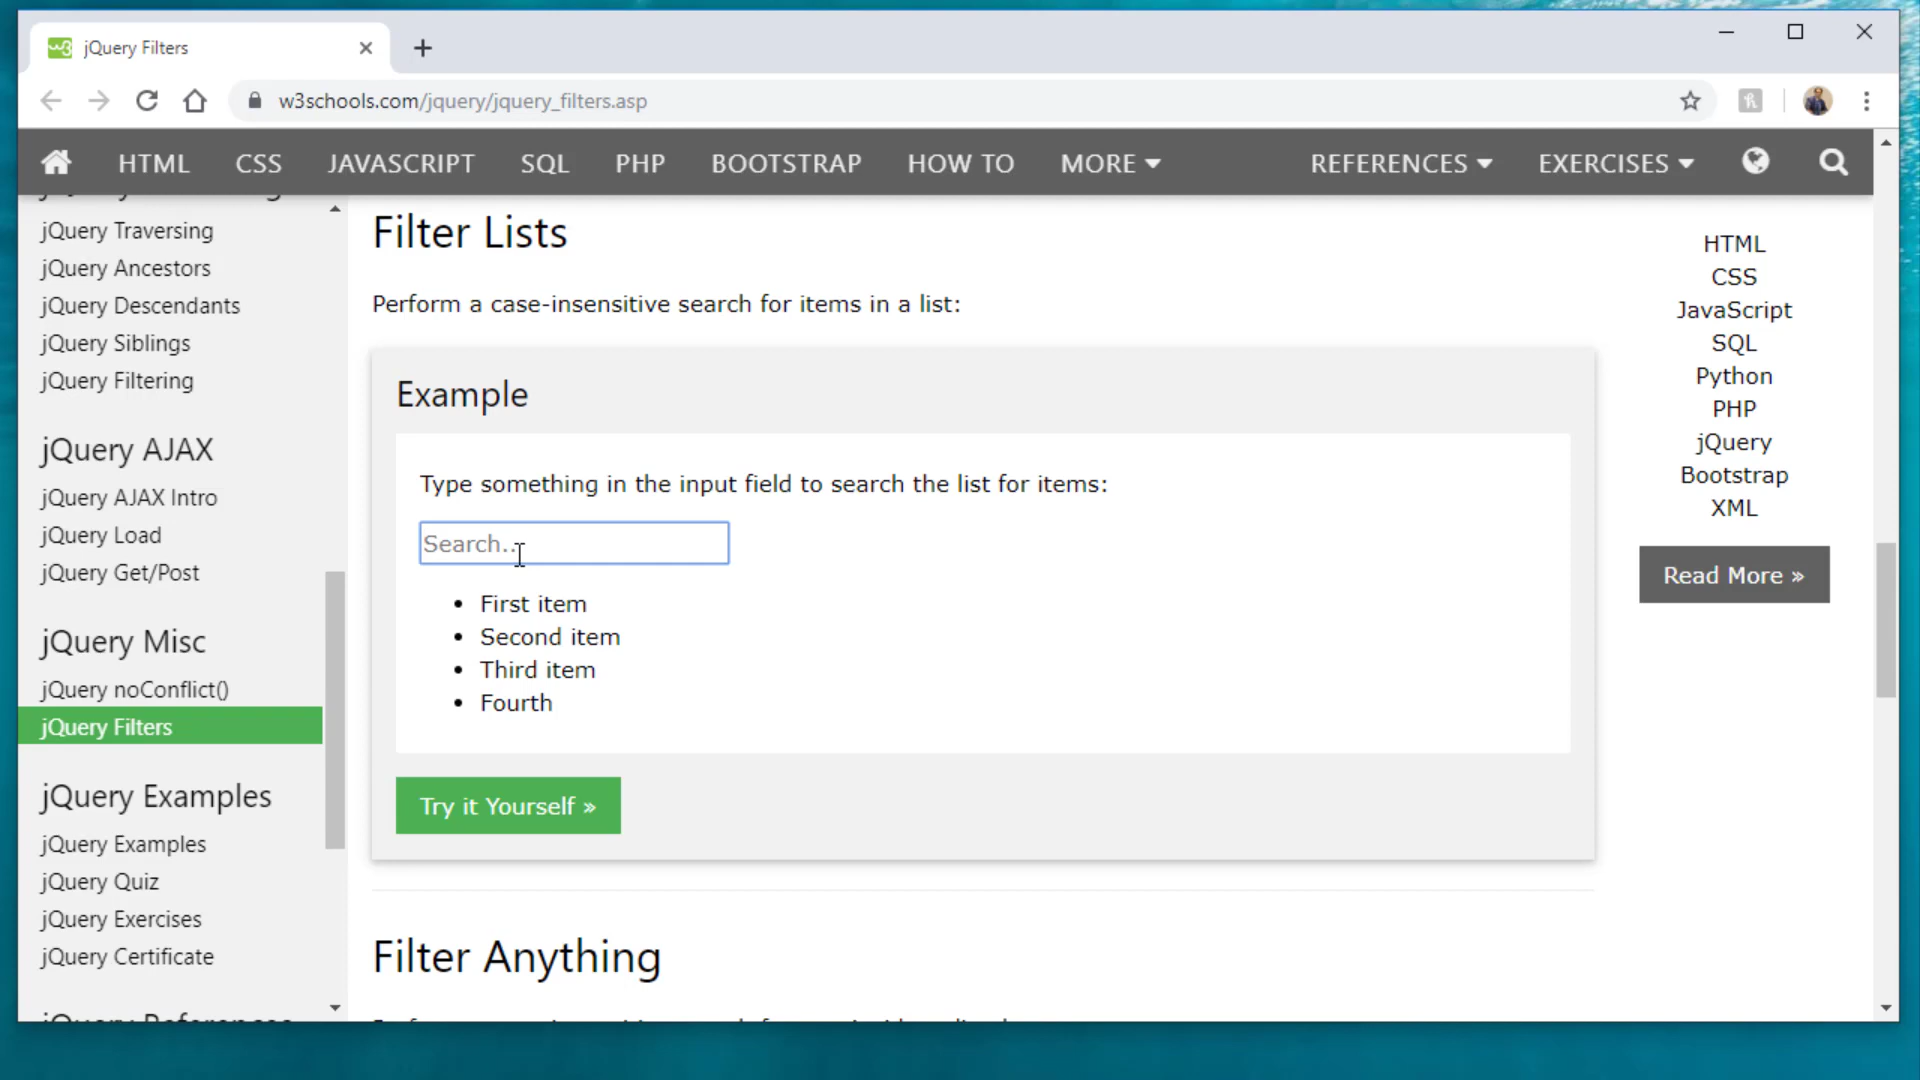 jQuery Filters
w3schools.com/jquery/jquery_filters.asp
HTML CSS JAVASCRIPT SQL PHP BOOTSTRAP HOW TO MORE REFERENCES EXERCISES
jQuery Traversing
jQuery Ancestors
jQuery Descendants
jQuery Siblings
jQuery Filtering
jQuery AJAX
jQuery AJAX Intro
jQuery Load
jQuery Get/Post
jQuery Misc
jQuery noConflict()
jQuery Filters
jQuery Examples
jQuery Examples
jQuery Quiz
jQuery Exercises
jQuery Certificate
Filter Lists
Perform a case-insensitive search for items in a list:
Example
Type something in the input field to search the list for items:
Search..
• First item
• Second item
• Third item
• Fourth
Try it Yourself »
Filter Anything
HTML
CSS
JavaScript
SQL
Python
PHP
jQuery
Bootstrap
XML
Read More »